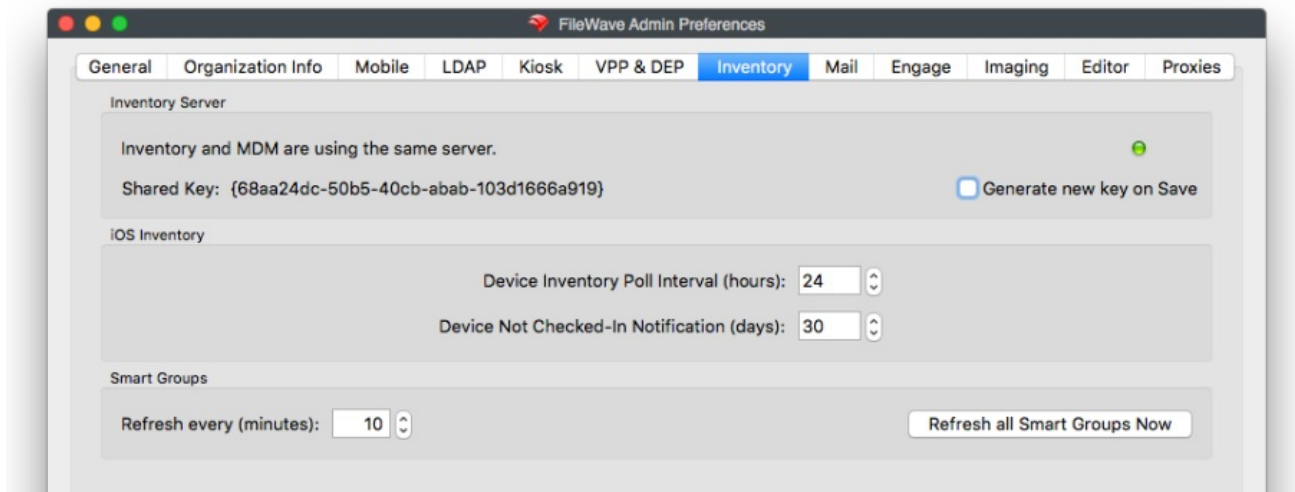 FileWave Admin Preferences
General Organization Info Mobile LDAP Kiosk VPP & DEP Inventory Mail Engage Imaging Editor Proxies
Inventory Server
Inventory and MDM are using the same server.
Shared Key: {68aa24dc-50b5-40cb-abab-103d1666a919} Generate new key on Save
iOS Inventory
Device Inventory Poll Interval (hours): 24
Device Not Checked-In Notification (days): 30
Smart Groups
Refresh every (minutes): 10 Refresh all Smart Groups Now